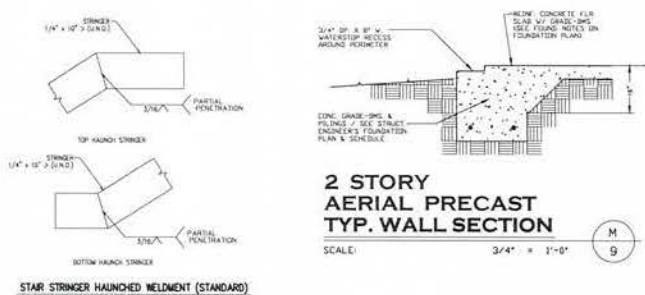 STRINGER
1/4" x 10" > (U.N.O.)
3/16
PARTIAL
PENETRATION
TOP HAUNCH STRINGER
STRINGER
1/4" x 10" > (U.N.O.)
3/16
PARTIAL
PENETRATION
BOTTOM HAUNCH STRINGER
STAIR STRINGER HAUNCHED WELDMENT (STANDARD)
3/4" DP. X 8" W.
WATERSTOP RECESS
AROUND PERIMETER
REINF. CONCRETE FLR
SLAB W/ GRADE-BMS
(SEE FOUND NOTES ON
FOUNDATION PLAN)
CONC. GRADE-BMS &
PILINGS / SEE STRUCT
ENGINEER'S FOUNDATION
PLAN & SCHEDULE
2 STORY
AERIAL PRECAST
TYP. WALL SECTION
SCALE: 3/4" = 1'-0"
M
9